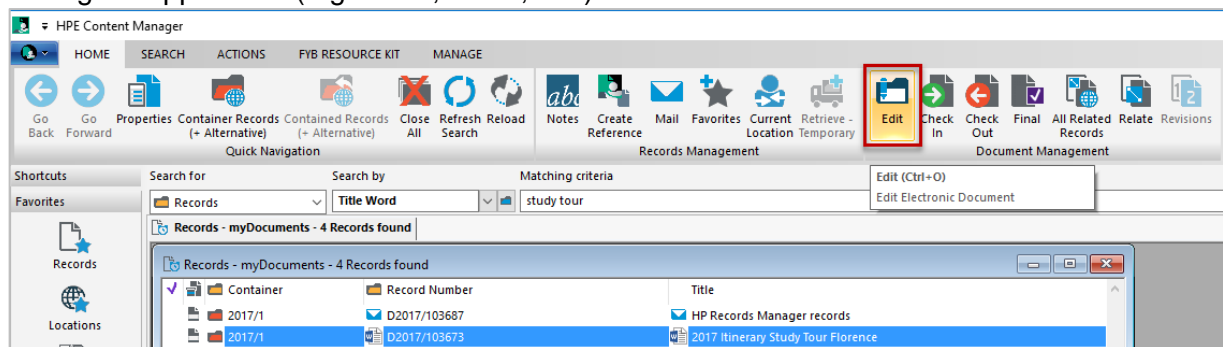 HPE Content Manager
HOME SEARCH ACTIONS FYB RESOURCE KIT MANAGE
abc
Go Back
Go Forward
Properties
Container Records (+ Alternative)
Contained Records (+ Alternative)
Close All
Refresh Search
Reload
Notes
Create Reference
Mail
Favorites
Current Location
Retrieve - Temporary
Edit
Check In
Check Out
Final
All Related Records
Relate
Revisions
Quick Navigation
Records Management
Document Management
Shortcuts
Search for
Search by
Matching criteria
Edit (Ctrl+O)
Edit Electronic Document
Favorites
Records
Title Word
study tour
Records - myDocuments - 4 Records found
Records
Locations
Records - myDocuments - 4 Records found
Container Record Number Title
2017/1 D2017/103687 HP Records Manager records
2017/1 D2017/103673 2017 Itinerary Study Tour Florence